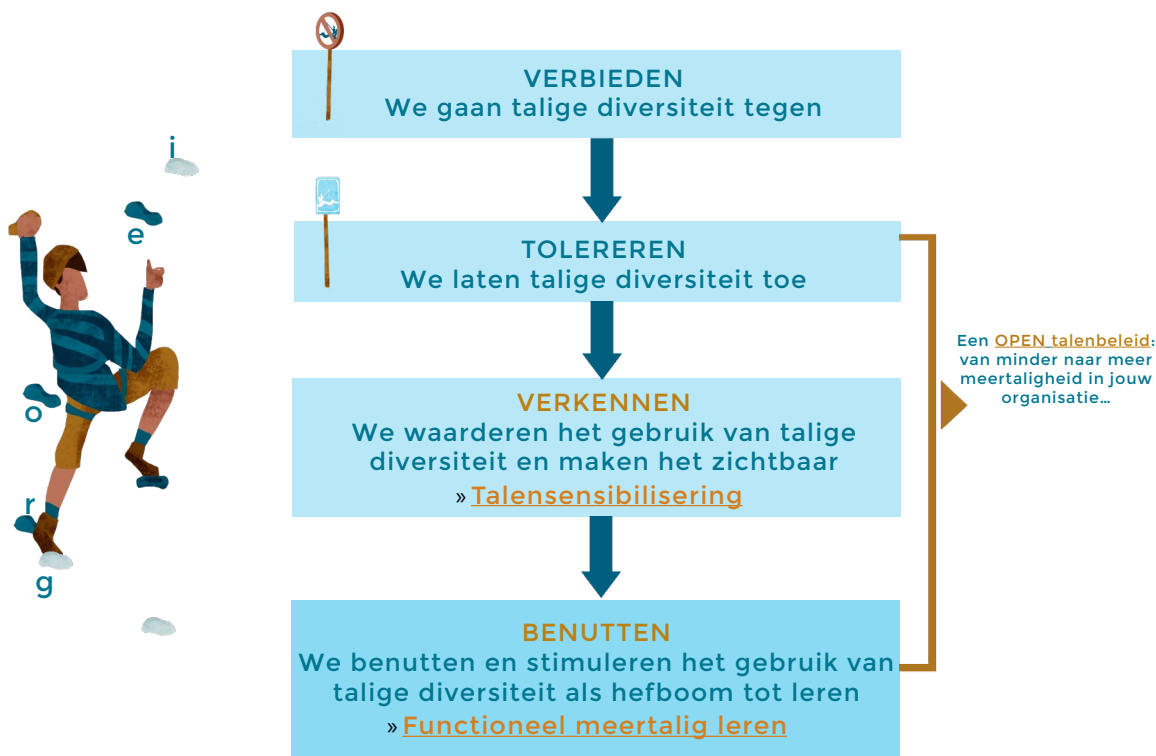 VERBIEDEN
We gaan talige diversiteit tegen
i
e
TOLEREREN
We laten talige diversiteit toe
Een OPEN talenbeleid:
van minder naar meer
meertaligheid in jouw
organisatie...
o
VERKENNEN
We waarderen het gebruik van talige
diversiteit en maken het zichtbaar
» Talensensibilisering
r
g
BENUTTEN
We benutten en stimuleren het gebruik van
talige diversiteit als hefboom tot leren
» Functioneel meertalig leren